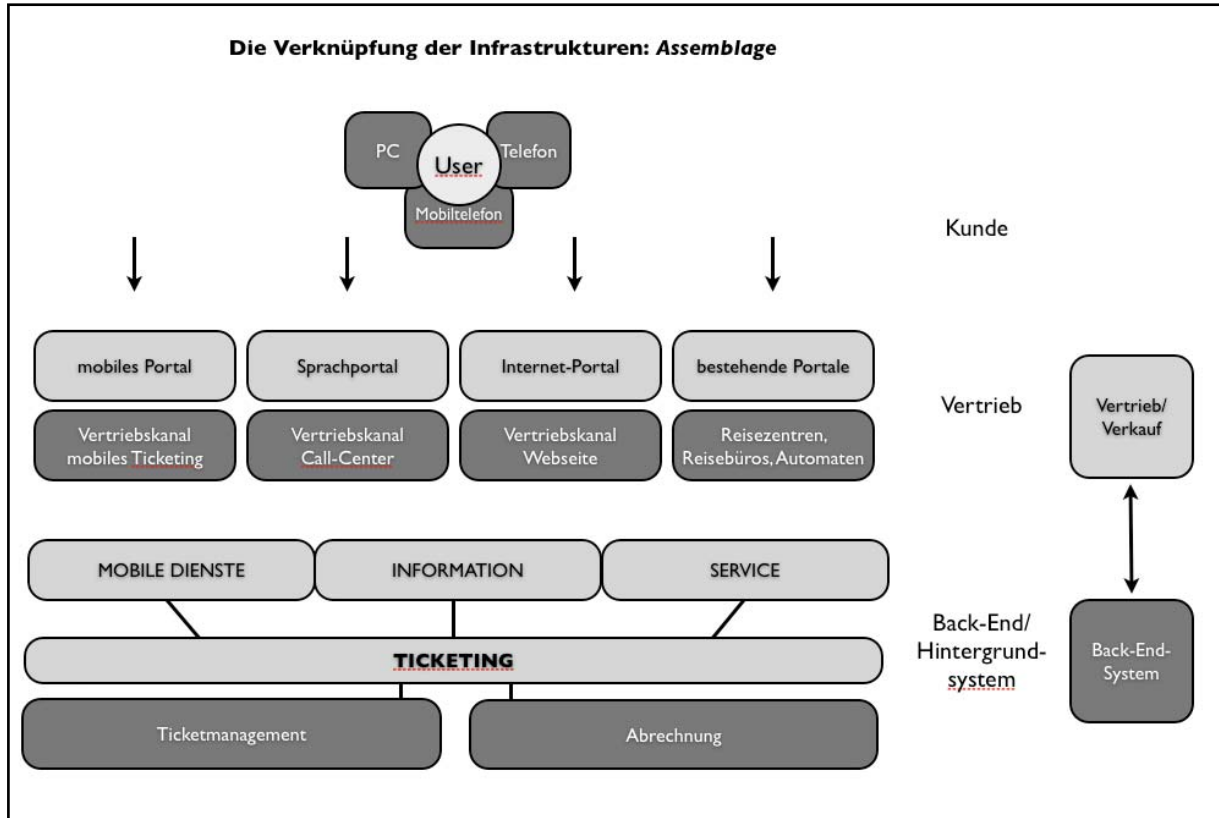 Die Verknüpfung der Infrastrukturen: Assemblage
PC
User
Telefon
Mobiltelefon
Kunde
mobiles Portal
Sprachportal
Internet-Portal
bestehende Portale
Vertriebskanal
mobiles Ticketing
Vertriebskanal
Call-Center
Vertriebskanal
Webseite
Reisezentren,
Reisebüros, Automaten
Vertrieb
Vertrieb/
Verkauf
MOBILE DIENSTE
INFORMATION
SERVICE
TICKETING
Ticketmanagement
Abrechnung
Back-End/
Hintergrund-
system
Back-End-
System